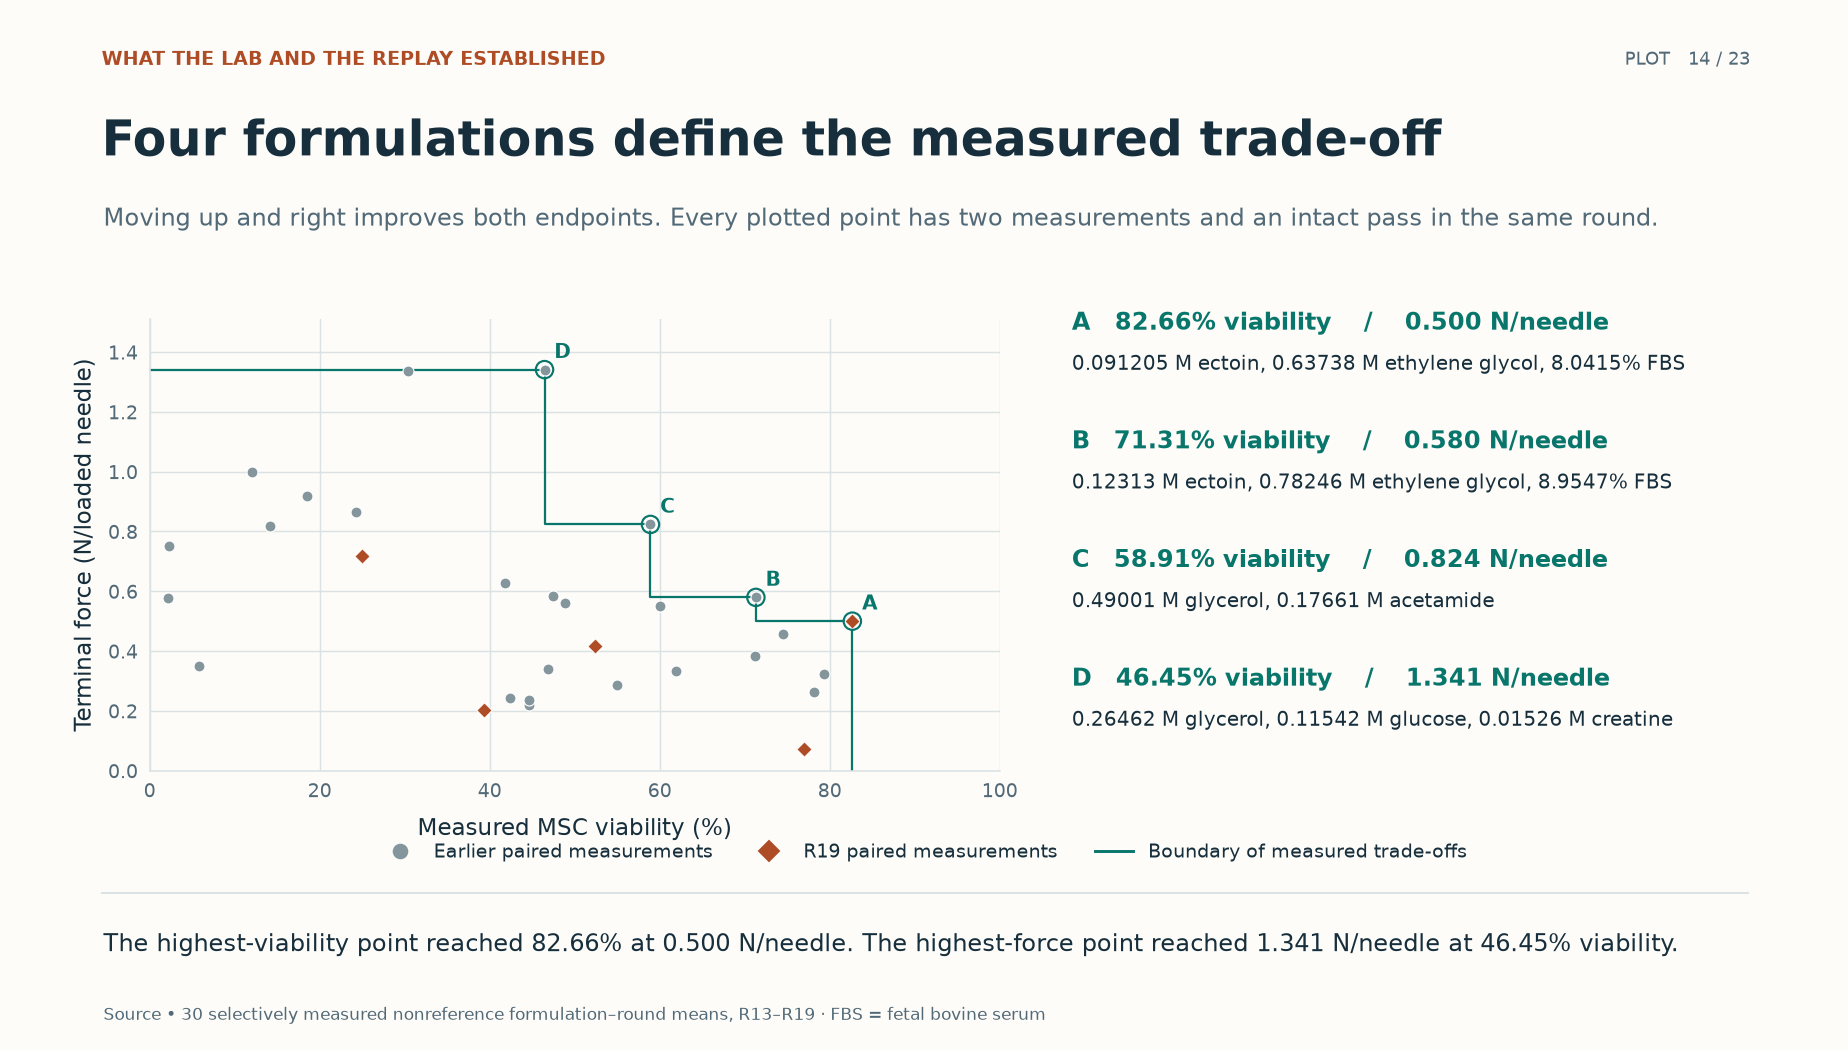 WHAT THE LAB AND THE REPLAY ESTABLISHED
PLOT 14 / 23
Four formulations define the measured trade-off
Moving up and right improves both endpoints. Every plotted point has two measurements and an intact pass in the same round.
Terminal force (N/loaded needle)
1.4
1.2
1.0
0.8
0.6
0.4
0.2
0.0
D
C
B
A
0 20 40 60 80 100
Measured MSC viability (%)
Earlier paired measurements
R19 paired measurements
Boundary of measured trade-offs
A 82.66% viability / 0.500 N/needle
0.091205 M ectoin, 0.63738 M ethylene glycol, 8.0415% FBS
B 71.31% viability / 0.580 N/needle
0.12313 M ectoin, 0.78246 M ethylene glycol, 8.9547% FBS
C 58.91% viability / 0.824 N/needle
0.49001 M glycerol, 0.17661 M acetamide
D 46.45% viability / 1.341 N/needle
0.26462 M glycerol, 0.11542 M glucose, 0.01526 M creatine
The highest-viability point reached 82.66% at 0.500 N/needle. The highest-force point reached 1.341 N/needle at 46.45% viability.
Source • 30 selectively measured nonreference formulation–round means, R13–R19 · FBS = fetal bovine serum